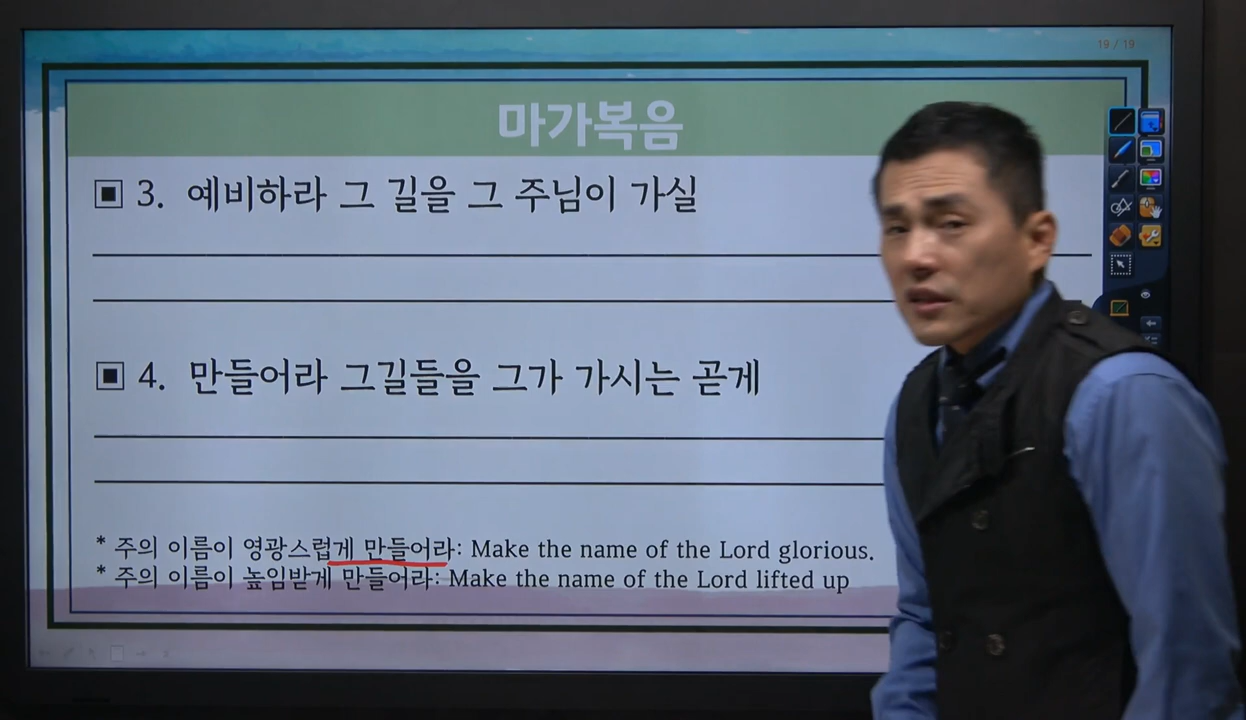 19 / 19
마가복음
▣ 3. 예비하라 그 길을 그 주님이 가실
▣ 4. 만들어라 그길들을 그가 가시는 곧게
* 주의 이름이 영광스럽게 만들어라: Make the name of the Lord glorious.
* 주의 이름이 높임받게 만들어라: Make the name of the Lord lifted up